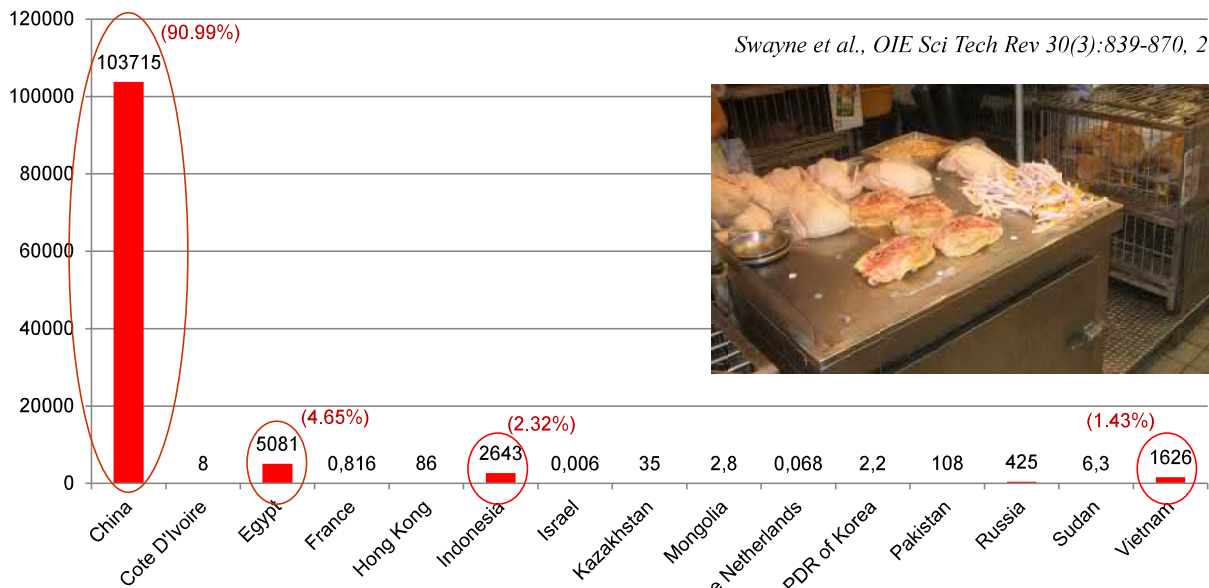 120000
(90.99%)
Swayne et al., OIE Sci Tech Rev 30(3):839-870, 2
103715
100000
80000
60000
40000
20000
(4.65%)
(2.32%)
(1.43%)
5081
2643
1626
8
0,816
86
0,006
35
2,8
0,068
2,2
108
425
6,3
0
China
Cote D'Ivoire
Egypt
France
Hong Kong
Indonesia
Israel
Kazakhstan
Mongolia
Netherlands
PDR of Korea
Pakistan
Russia
Sudan
Vietnam